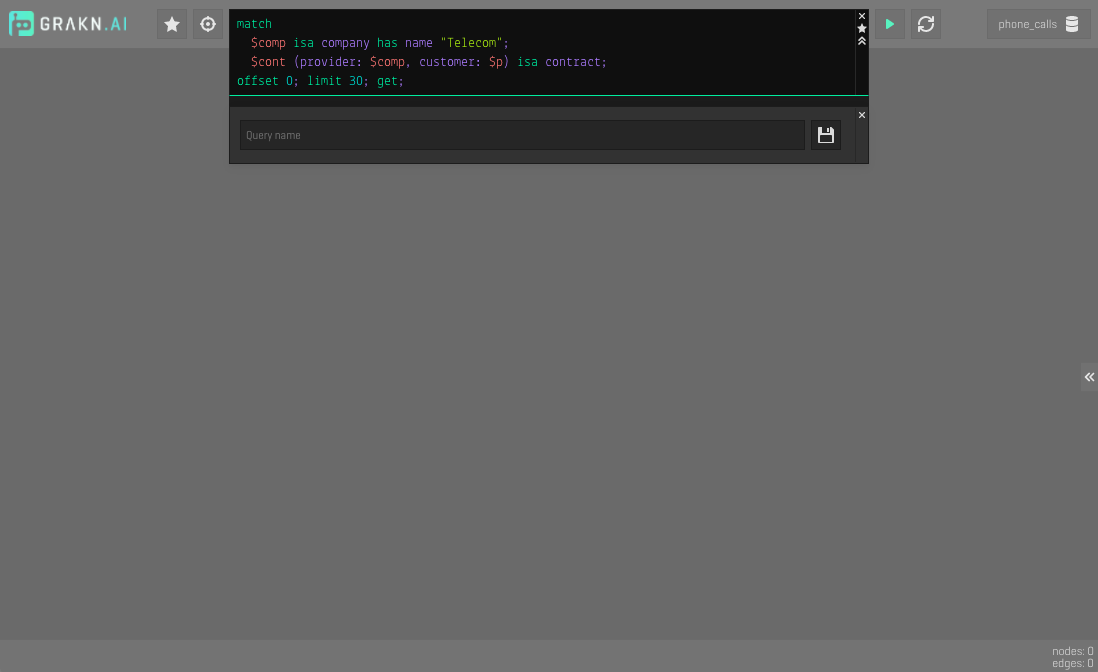 GRAKN.AI
match
$comp isa company has name "Telecom";
$cont (provider: $comp, customer: $p) isa contract;
offset 0; limit 30; get;
phone_calls
Query name
nodes: 0
edges: 0